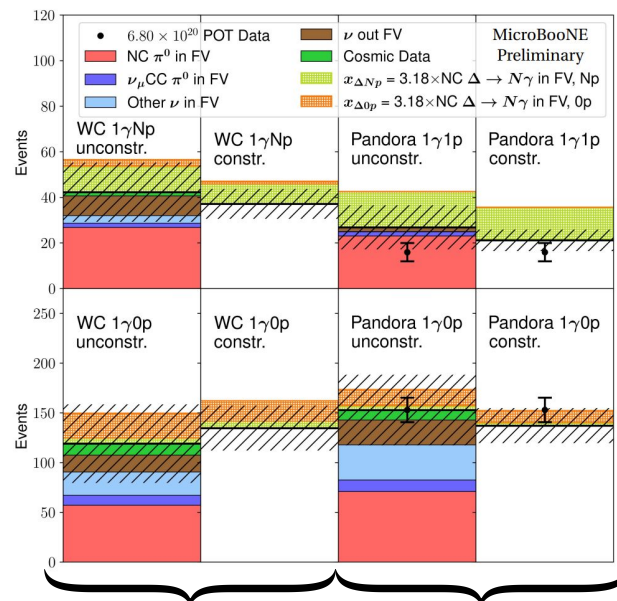 120
100
80
60
40
20
0
Events
6.80 × 10²⁰ POT Data
NC π⁰ in FV
νμCC π⁰ in FV
Other ν in FV
ν out FV
Cosmic Data
xΔNp = 3.18×NC Δ → Nγ in FV, Np
xΔ0p = 3.18×NC Δ → Nγ in FV, 0p
MicroBooNE
Preliminary
WC 1γNp
unconstr.
WC 1γNp
constr.
Pandora 1γ1p
unconstr.
Pandora 1γ1p
constr.
250
200
150
100
50
0
Events
WC 1γ0p
unconstr.
WC 1γ0p
constr.
Pandora 1γ0p
unconstr.
Pandora 1γ0p
constr.